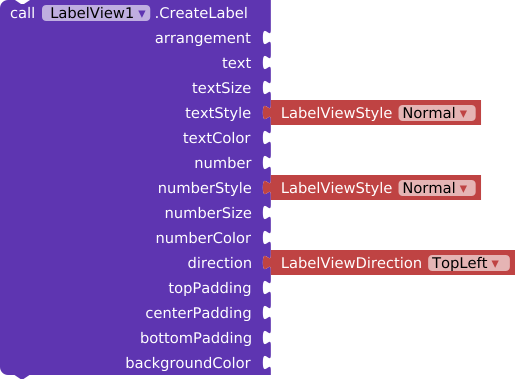 call LabelView1 ▾ .CreateLabel
arrangement
text
textSize
textStyle LabelViewStyle Normal ▾
textColor
number
numberStyle LabelViewStyle Normal ▾
numberSize
numberColor
direction LabelViewDirection TopLeft ▾
topPadding
centerPadding
bottomPadding
backgroundColor